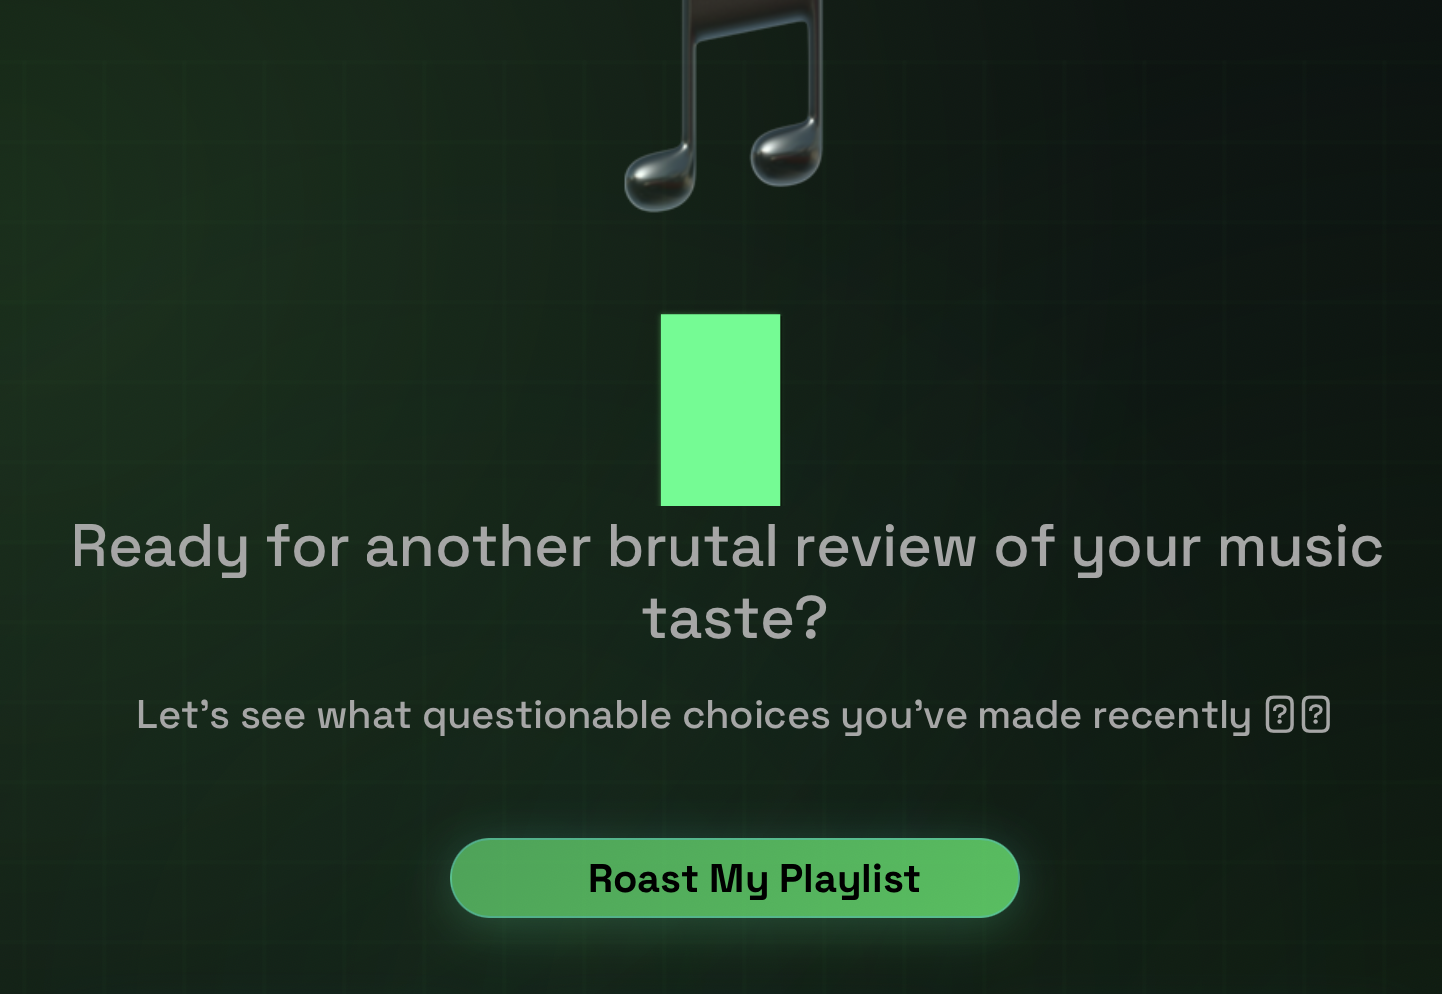 Ready for another brutal review of your music
taste?
Let’s see what questionable choices you’ve made recently
Roast My Playlist